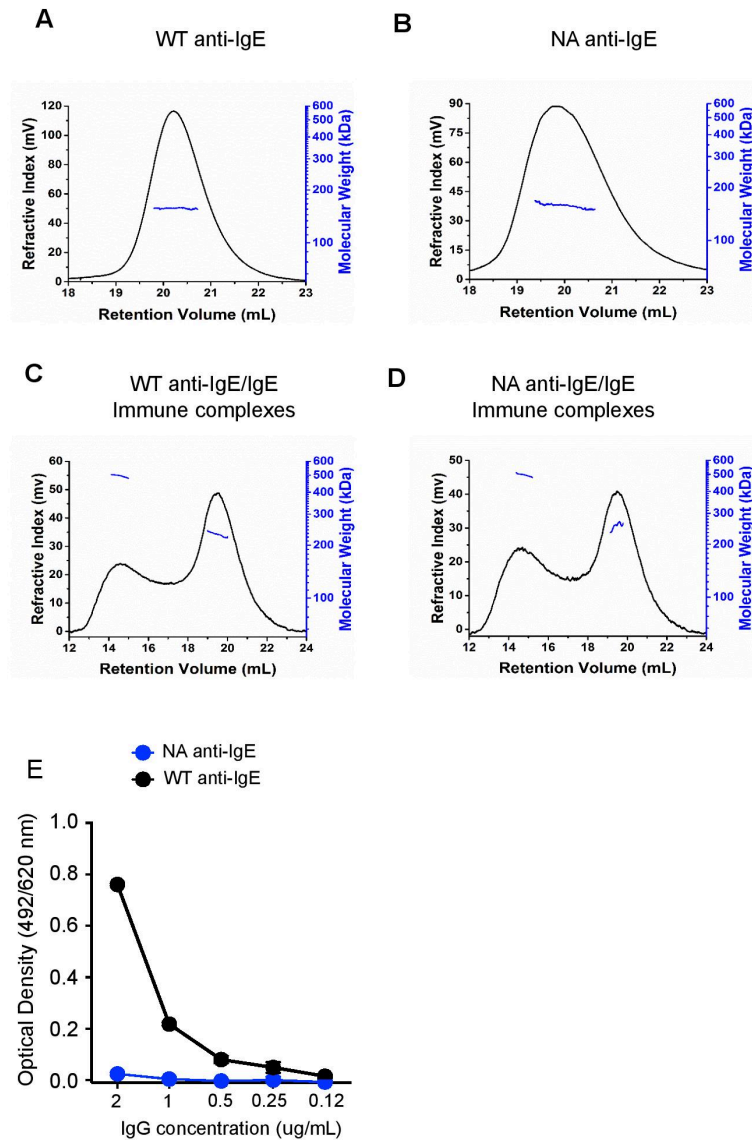 A
WT anti-IgE
B
NA anti-IgE
120
100
80
60
40
20
0
Refractive Index (mV)
600
500
400
300
200
100
Molecular Weight (kDa)
18 19 20 21 22 23
Retention Volume (mL)
90
75
60
45
30
15
0
Refractive Index (mV)
600
500
400
300
200
100
Molecular Weight (kDa)
18 19 20 21 22 23
Retention Volume (mL)
C
WT anti-IgE/IgE
Immune complexes
D
NA anti-IgE/IgE
Immune complexes
60
50
40
30
20
10
0
Refractive Index (mv)
600
500
400
300
200
100
Molecular Weight (kDa)
12 14 16 18 20 22 24
Retention Volume (mL)
50
40
30
20
10
0
Refractive Index (mV)
600
500
400
300
200
100
Molecular Weight (kDa)
12 14 16 18 20 22 24
Retention Volume (mL)
E
NA anti-IgE
WT anti-IgE
1.0
0.8
0.6
0.4
0.2
0.0
Optical Density (492/620 nm)
2 1 0.5 0.25 0.12
IgG concentration (ug/mL)